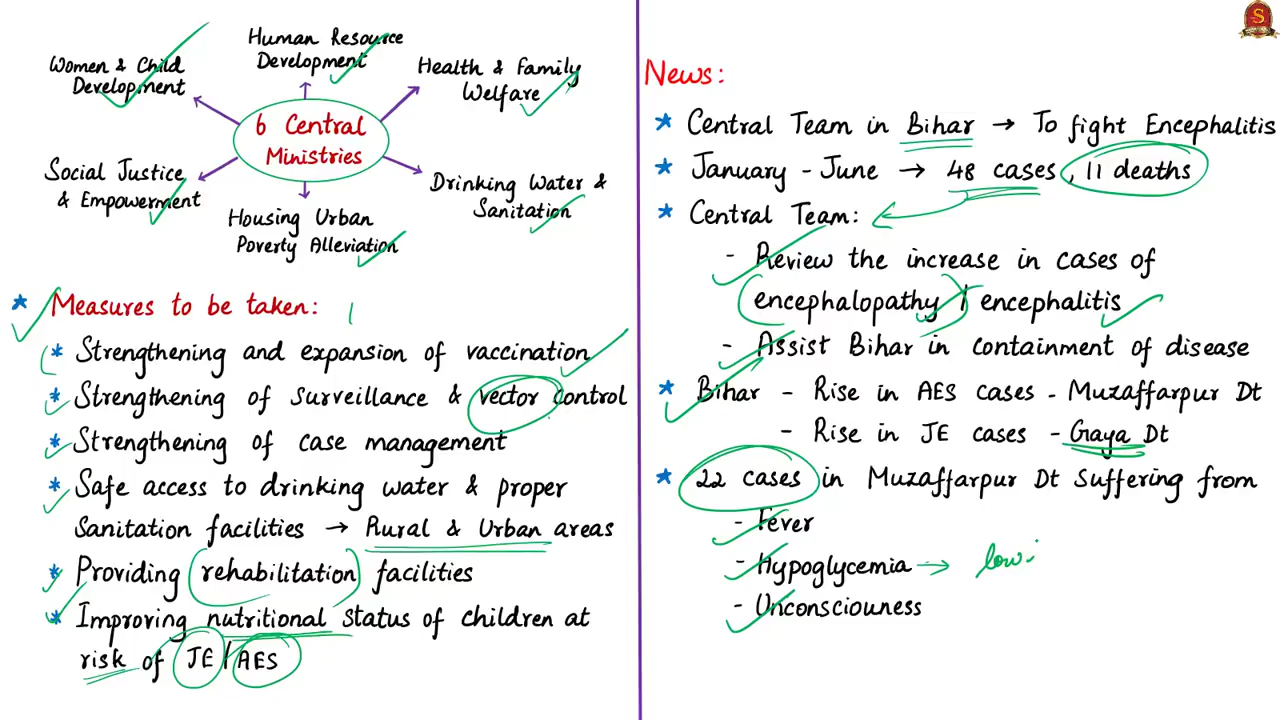 Women & Child
Development
Human Resource
Development
Health & Family
Welfare
6 Central
Ministries
Social Justice
& Empowerment
Housing Urban
Poverty Alleviation
Drinking Water &
Sanitation
* Measures to be taken:
* Strengthening and expansion of vaccination
* Strengthening of Surveillance & vector control
* Strengthening of case management
* Safe access to drinking water & proper
Sanitation facilities → Rural & Urban areas
* Providing rehabilitation facilities
* Improving nutritional status of children at
risk of JE / AES
S
News:
* Central Team in Bihar → To fight Encephalitis
* January - June → 48 cases, 11 deaths
* Central Team:
- Review the increase in cases of
encephalopathy / encephalitis
- Assist Bihar in containment of disease
* Bihar - Rise in AES cases - Muzaffarpur Dt
- Rise in JE cases - Gaya Dt
* 22 cases in Muzaffarpur Dt Suffering from
- Fever
- Hypoglycemia → low
- Unconsciouness